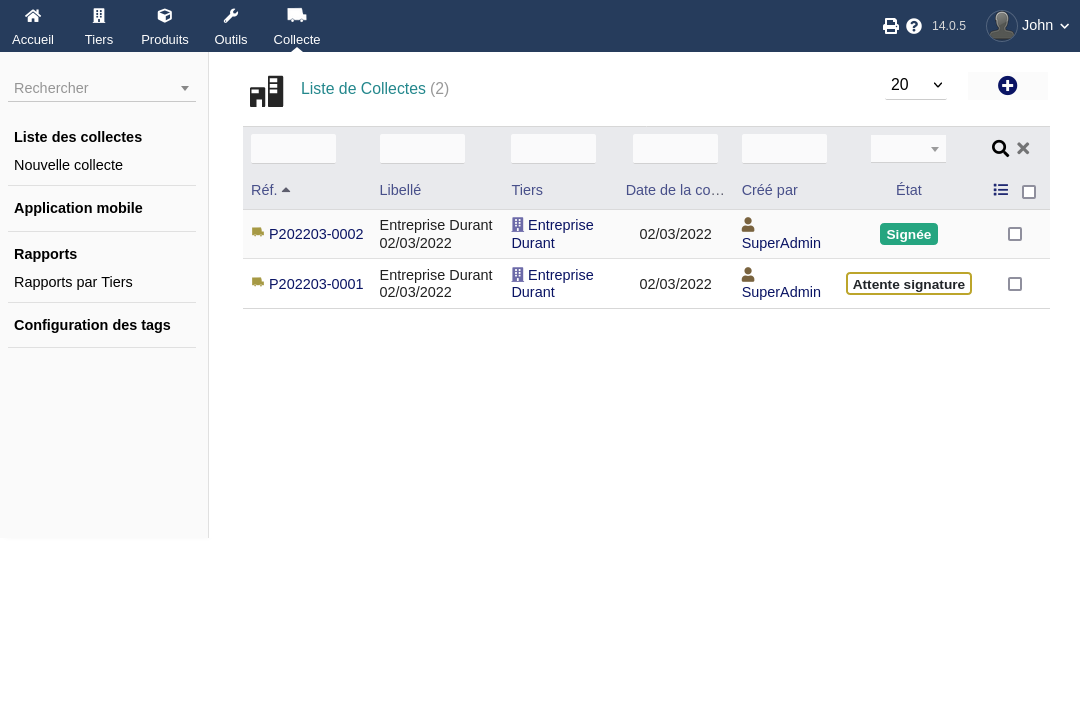 Accueil Tiers Produits Outils Collecte 14.0.5 John
Rechercher
Liste des collectes
Nouvelle collecte
Application mobile
Rapports
Rapports par Tiers
Configuration des tags
Liste de Collectes (2) 20
Réf. Libellé Tiers Date de la co… Créé par État
P202203-0002 Entreprise Durant 02/03/2022 Entreprise Durant 02/03/2022 SuperAdmin Signée
P202203-0001 Entreprise Durant 02/03/2022 Entreprise Durant 02/03/2022 SuperAdmin Attente signature